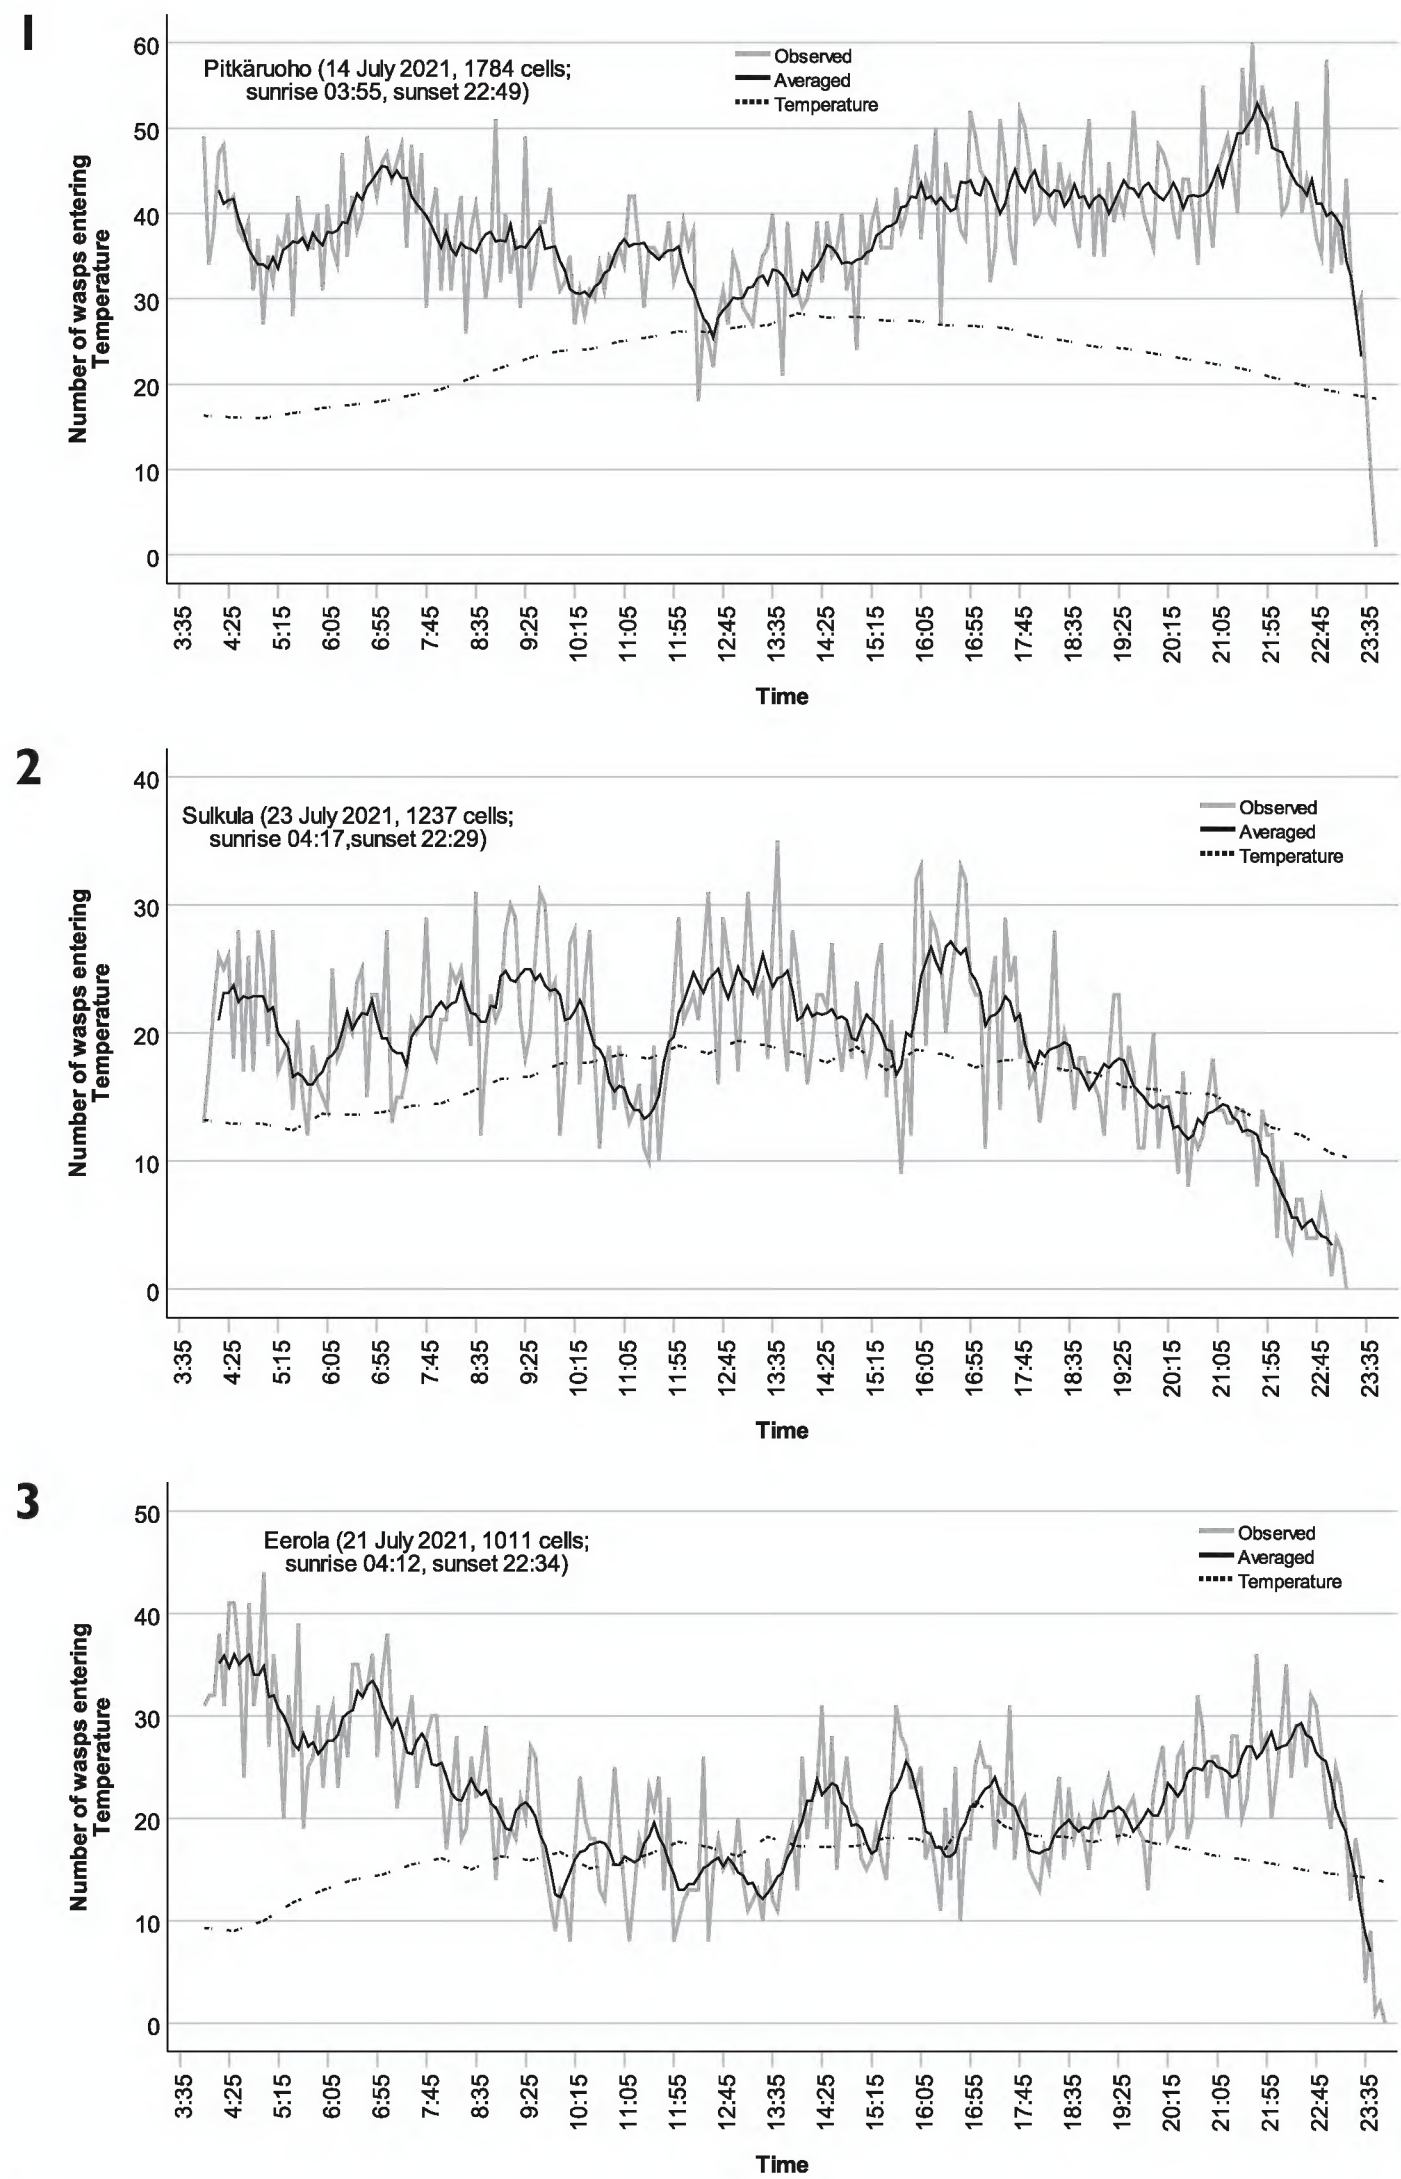 1
Pitkäruoho (14 July 2021, 1784 cells;
sunrise 03:55, sunset 22:49)
Observed
Averaged
Temperature
Number of wasps entering
Temperature
60
50
40
30
20
10
0
3:35 4:25 5:15 6:05 6:55 7:45 8:35 9:25 10:15 11:05 11:55 12:45 13:35 14:25 15:15 16:05 16:55 17:45 18:35 19:25 20:15 21:05 21:55 22:45 23:35
Time
2
Sulkula (23 July 2021, 1237 cells;
sunrise 04:17,sunset 22:29)
Observed
Averaged
Temperature
Number of wasps entering
Temperature
40
30
20
10
0
3:35 4:25 5:15 6:05 6:55 7:45 8:35 9:25 10:15 11:05 11:55 12:45 13:35 14:25 15:15 16:05 16:55 17:45 18:35 19:25 20:15 21:05 21:55 22:45 23:35
Time
3
Eerola (21 July 2021, 1011 cells;
sunrise 04:12, sunset 22:34)
Observed
Averaged
Temperature
Number of wasps entering
Temperature
50
40
30
20
10
0
3:35 4:25 5:15 6:05 6:55 7:45 8:35 9:25 10:15 11:05 11:55 12:45 13:35 14:25 15:15 16:05 16:55 17:45 18:35 19:25 20:15 21:05 21:55 22:45 23:35
Time